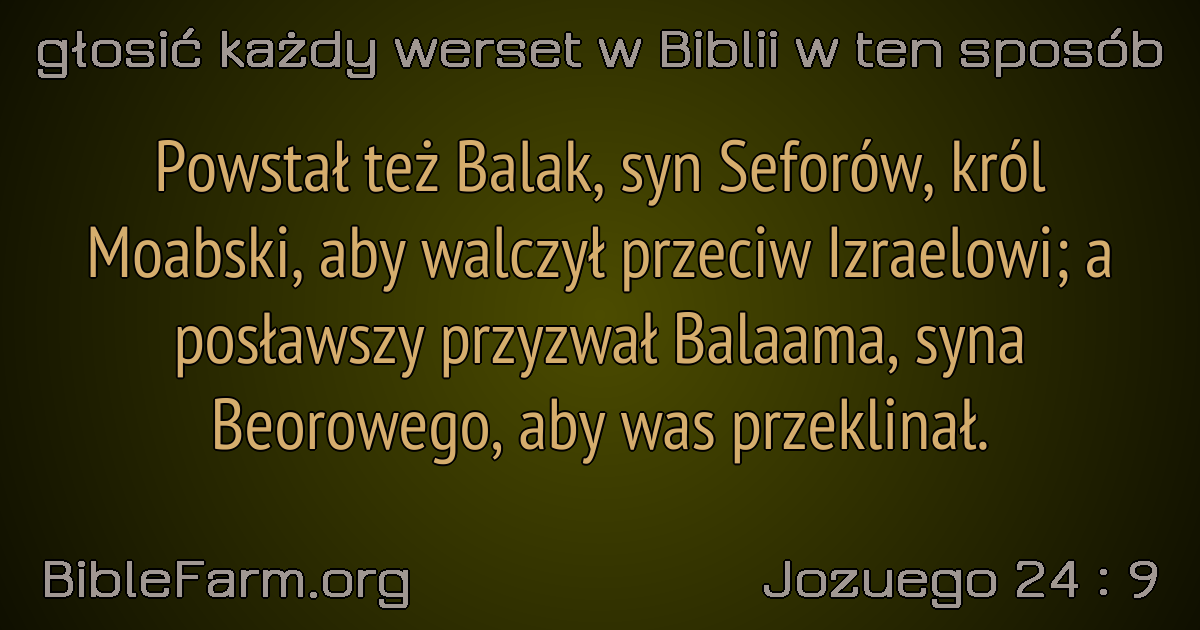 głosić każdy werset w Biblii w ten sposób
Powstał też Balak, syn Seforów, król
Moabski, aby walczył przeciw Izraelowi; a
posławszy przyzwał Balaama, syna
Beorowego, aby was przeklinał.
BibleFarm.org
Jozuego 24 : 9